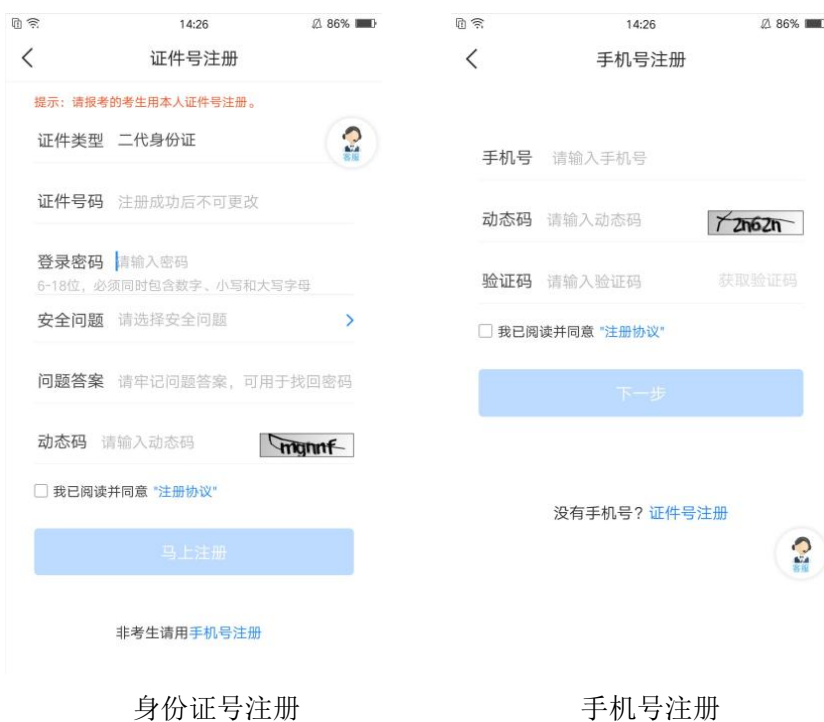 14:26
86%
证件号注册
提示：请报考的考生用本人证件号注册。
证件类型 二代身份证
客服
证件号码 注册成功后不可更改
登录密码 请输入密码
6-18位，必须同时包含数字、小写和大写字母
安全问题 请选择安全问题
问题答案 请牢记问题答案，可用于找回密码
动态码 请输入动态码 mgnnf
我已阅读并同意 "注册协议"
马上注册
非考生请用手机号注册
身份证号注册
14:26
86%
手机号注册
手机号 请输入手机号
动态码 请输入动态码 2n62n
验证码 请输入验证码 获取验证码
我已阅读并同意 "注册协议"
下一步
没有手机号？证件号注册
客服
手机号注册